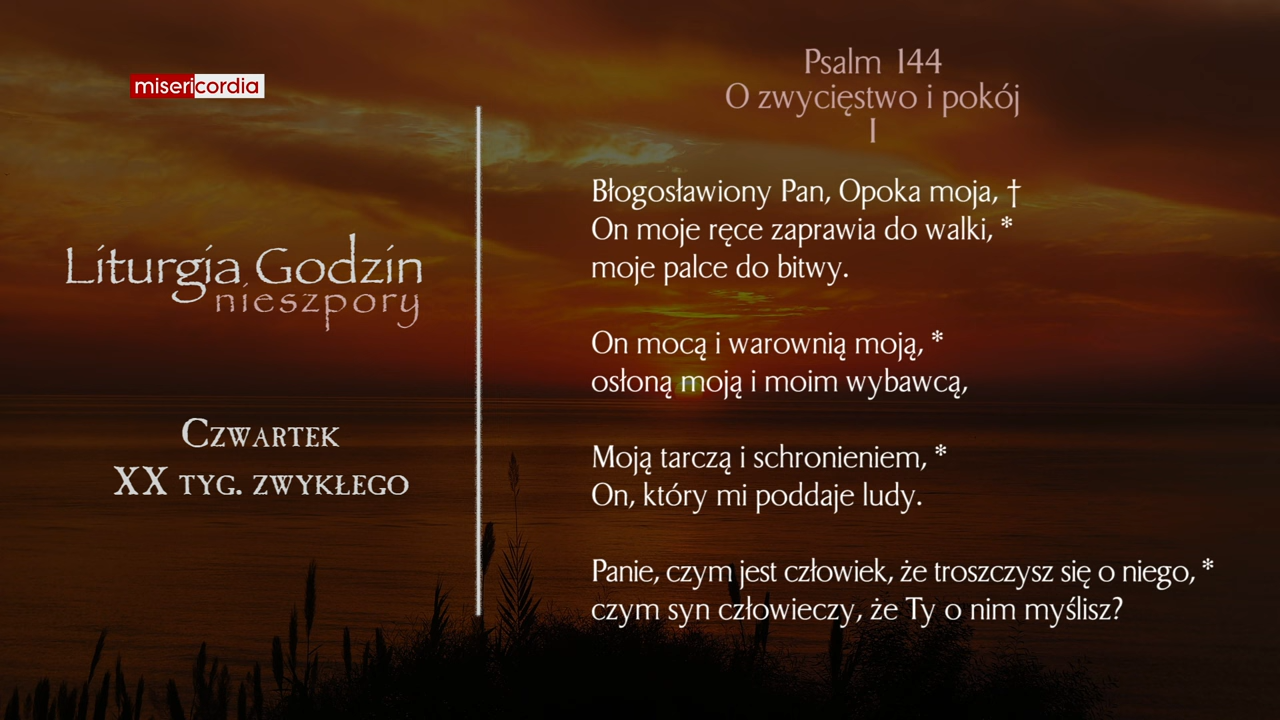 misericordia
Liturgia Godzin
nieszpory
Czwartek
XX tyg. zwykłego
Psalm 144
O zwycięstwo i pokój
I
Błogosławiony Pan, Opoka moja, †
On moje ręce zaprawia do walki, *
moje palce do bitwy.
On mocą i warownią moją, *
osłoną moją i moim wybawcą,
Moją tarczą i schronieniem, *
On, który mi poddaje ludy.
Panie, czym jest człowiek, że troszczysz się o niego, *
czym syn człowieczy, że Ty o nim myślisz?